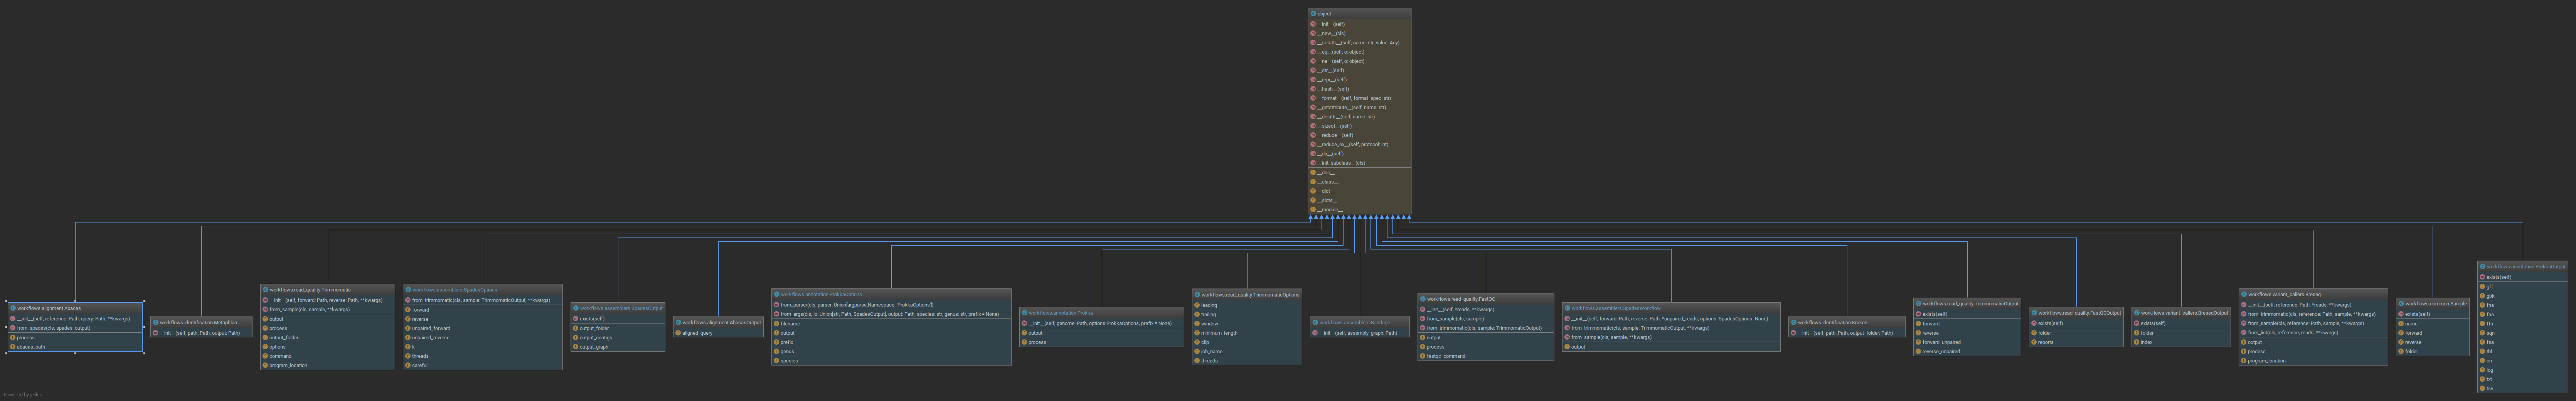 object
__init__(self)
__new__(cls)
__setattr__(self, name: str, value: Any)
__eq__(self, o: object)
__ne__(self, o: object)
__str__(self)
__repr__(self)
__hash__(self)
__format__(self, format_spec: str)
__getattribute__(self, name: str)
__delattr__(self, name: str)
__sizeof__(self)
__reduce__(self)
__reduce_ex__(self, protocol: int)
__dir__(self)
__init_subclass__(cls)
__doc__
__class__
__dict__
__slots__
__module__
workflows.alignment.Abacas
__init__(self, reference: Path, query: Path, **kwargs)
from_spades(cls, spades_output)
process
abacas_path
workflows.identification.MetaphlAn
__init__(self, path: Path, output: Path)
workflows.read_quality.Trimmomatic
__init__(self, forward: Path, reverse: Path, **kwargs)
from_sample(cls, sample, **kwargs)
output
process
output_folder
options
command
program_location
workflows.assemblers.SpadesOptions
from_trimmomatic(cls, sample: TrimmomaticOutput, **kwargs)
forward
reverse
unpaired_forward
unpaired_reverse
k
threads
careful
workflows.assemblers.SpadesOutput
exists(self)
output_folder
output_contigs
output_graph
workflows.alignment.AbacasOutput
aligned_query
workflows.annotation.ProkkaOptions
from_parser(cls, parser: Union[argparse.Namespace, 'ProkkaOptions'])
from_args(cls, io: Union[str, Path, SpadesOutput], output: Path, species: str, genus: str, prefix = None)
filename
output
prefix
genus
species
workflows.annotation.Prokka
__init__(self, genome: Path, options:ProkkaOptions, prefix = None)
output
process
workflows.read_quality.TrimmomaticOptions
leading
trailing
window
minimum_length
clip
job_name
threads
workflows.assemblers.Bandage
__init__(self, assembly_graph: Path)
workflows.read_quality.FastQC
__init__(self, *reads, **kwargs)
from_sample(cls, sample)
from_trimmomatic(cls, sample: TrimmomaticOutput)
output
process
fastqc_command
workflows.assemblers.SpadesWorkflow
__init__(self, forward: Path, reverse: Path, *unpaired_reads, options: SpadesOptions=None)
from_trimmomatic(cls, sample: TrimmomaticOutput, **kwargs)
from_sample(cls, sample, **kwargs)
output
workflows.identification.Kraken
__init__(self, path: Path, output_folder: Path)
workflows.read_quality.TrimmomaticOutput
exists(self)
forward
reverse
forward_unpaired
reverse_unpaired
workflows.read_quality.FastQCOutput
exists(self)
folder
reports
workflows.variant_callers.BreseqOutput
exists(self)
folder
index
workflows.variant_callers.Breseq
__init__(self, reference: Path, *reads, **kwargs)
from_trimmomatic(cls, reference: Path, sample, **kwargs)
from_sample(cls, reference: Path, sample, **kwargs)
from_list(cls, reference, reads, **kwargs)
output
process
program_location
workflows.common.Sample
exists(self)
name
forward
reverse
folder
workflows.annotation.ProkkaOutput
exists(self)
gff
gbk
fna
faa
ffn
sqn
fsa
tbl
err
log
txt
tsv
Powered by yFiles